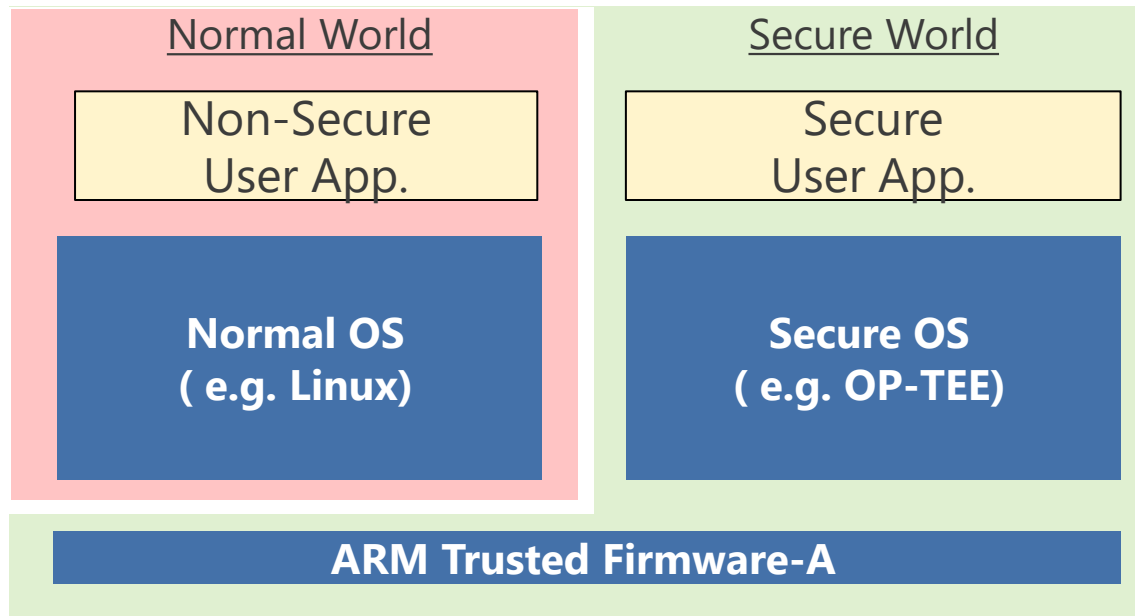 Normal World
Secure World
Non-Secure
User App.
Secure
User App.
Normal OS
( e.g. Linux)
Secure OS
( e.g. OP-TEE)
ARM Trusted Firmware-A